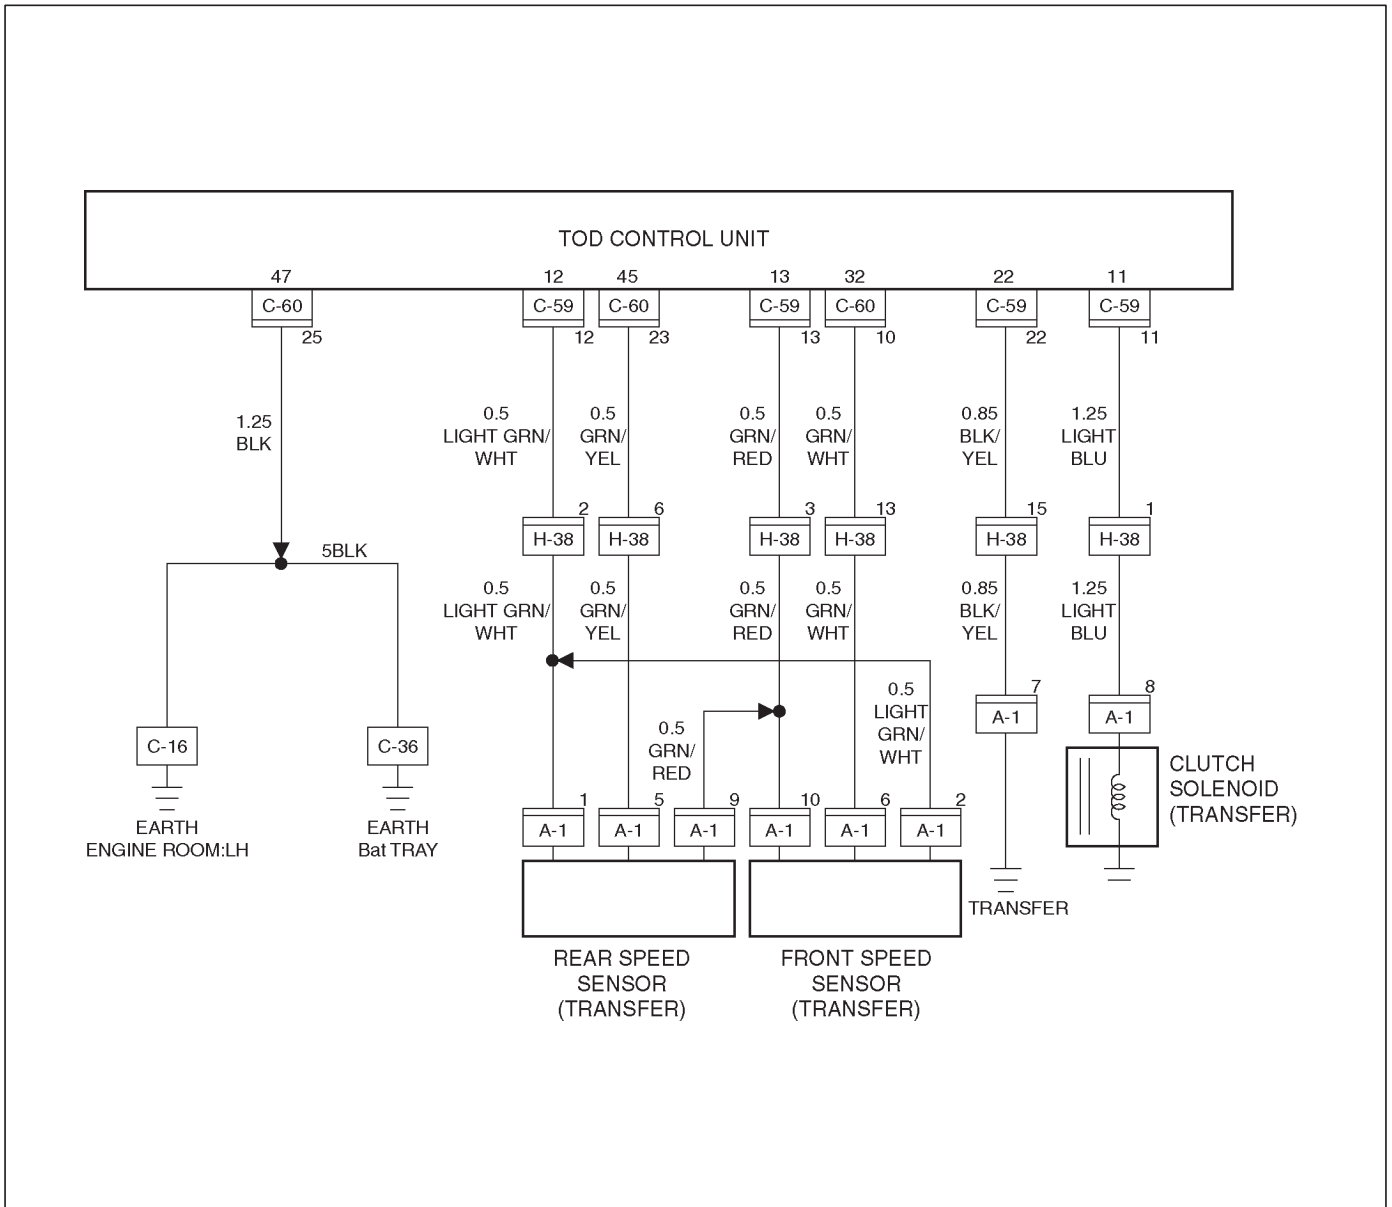 TOD CONTROL UNIT
47 12 45 13 32 22 11
C-60 C-59 C-60 C-59 C-60 C-59 C-59
25 12 23 13 10 22 11
1.25
BLK
0.5
LIGHT GRN/
WHT
0.5
GRN/
YEL
0.5
GRN/
RED
0.5
GRN/
WHT
0.85
BLK/
YEL
1.25
LIGHT
BLU
2 6 3 13 15 1
H-38 H-38 H-38 H-38 H-38 H-38
5BLK
0.5
LIGHT GRN/
WHT
0.5
GRN/
YEL
0.5
GRN/
RED
0.5
GRN/
WHT
0.85
BLK/
YEL
1.25
LIGHT
BLU
0.5
GRN/
RED
0.5
LIGHT
GRN/
WHT
7 8
A-1 A-1
C-16 C-36
EARTH
ENGINE ROOM:LH
EARTH
Bat TRAY
CLUTCH
SOLENOID
(TRANSFER)
1 5 9 10 6 2
A-1 A-1 A-1 A-1 A-1 A-1
TRANSFER
REAR SPEED
SENSOR
(TRANSFER)
FRONT SPEED
SENSOR
(TRANSFER)